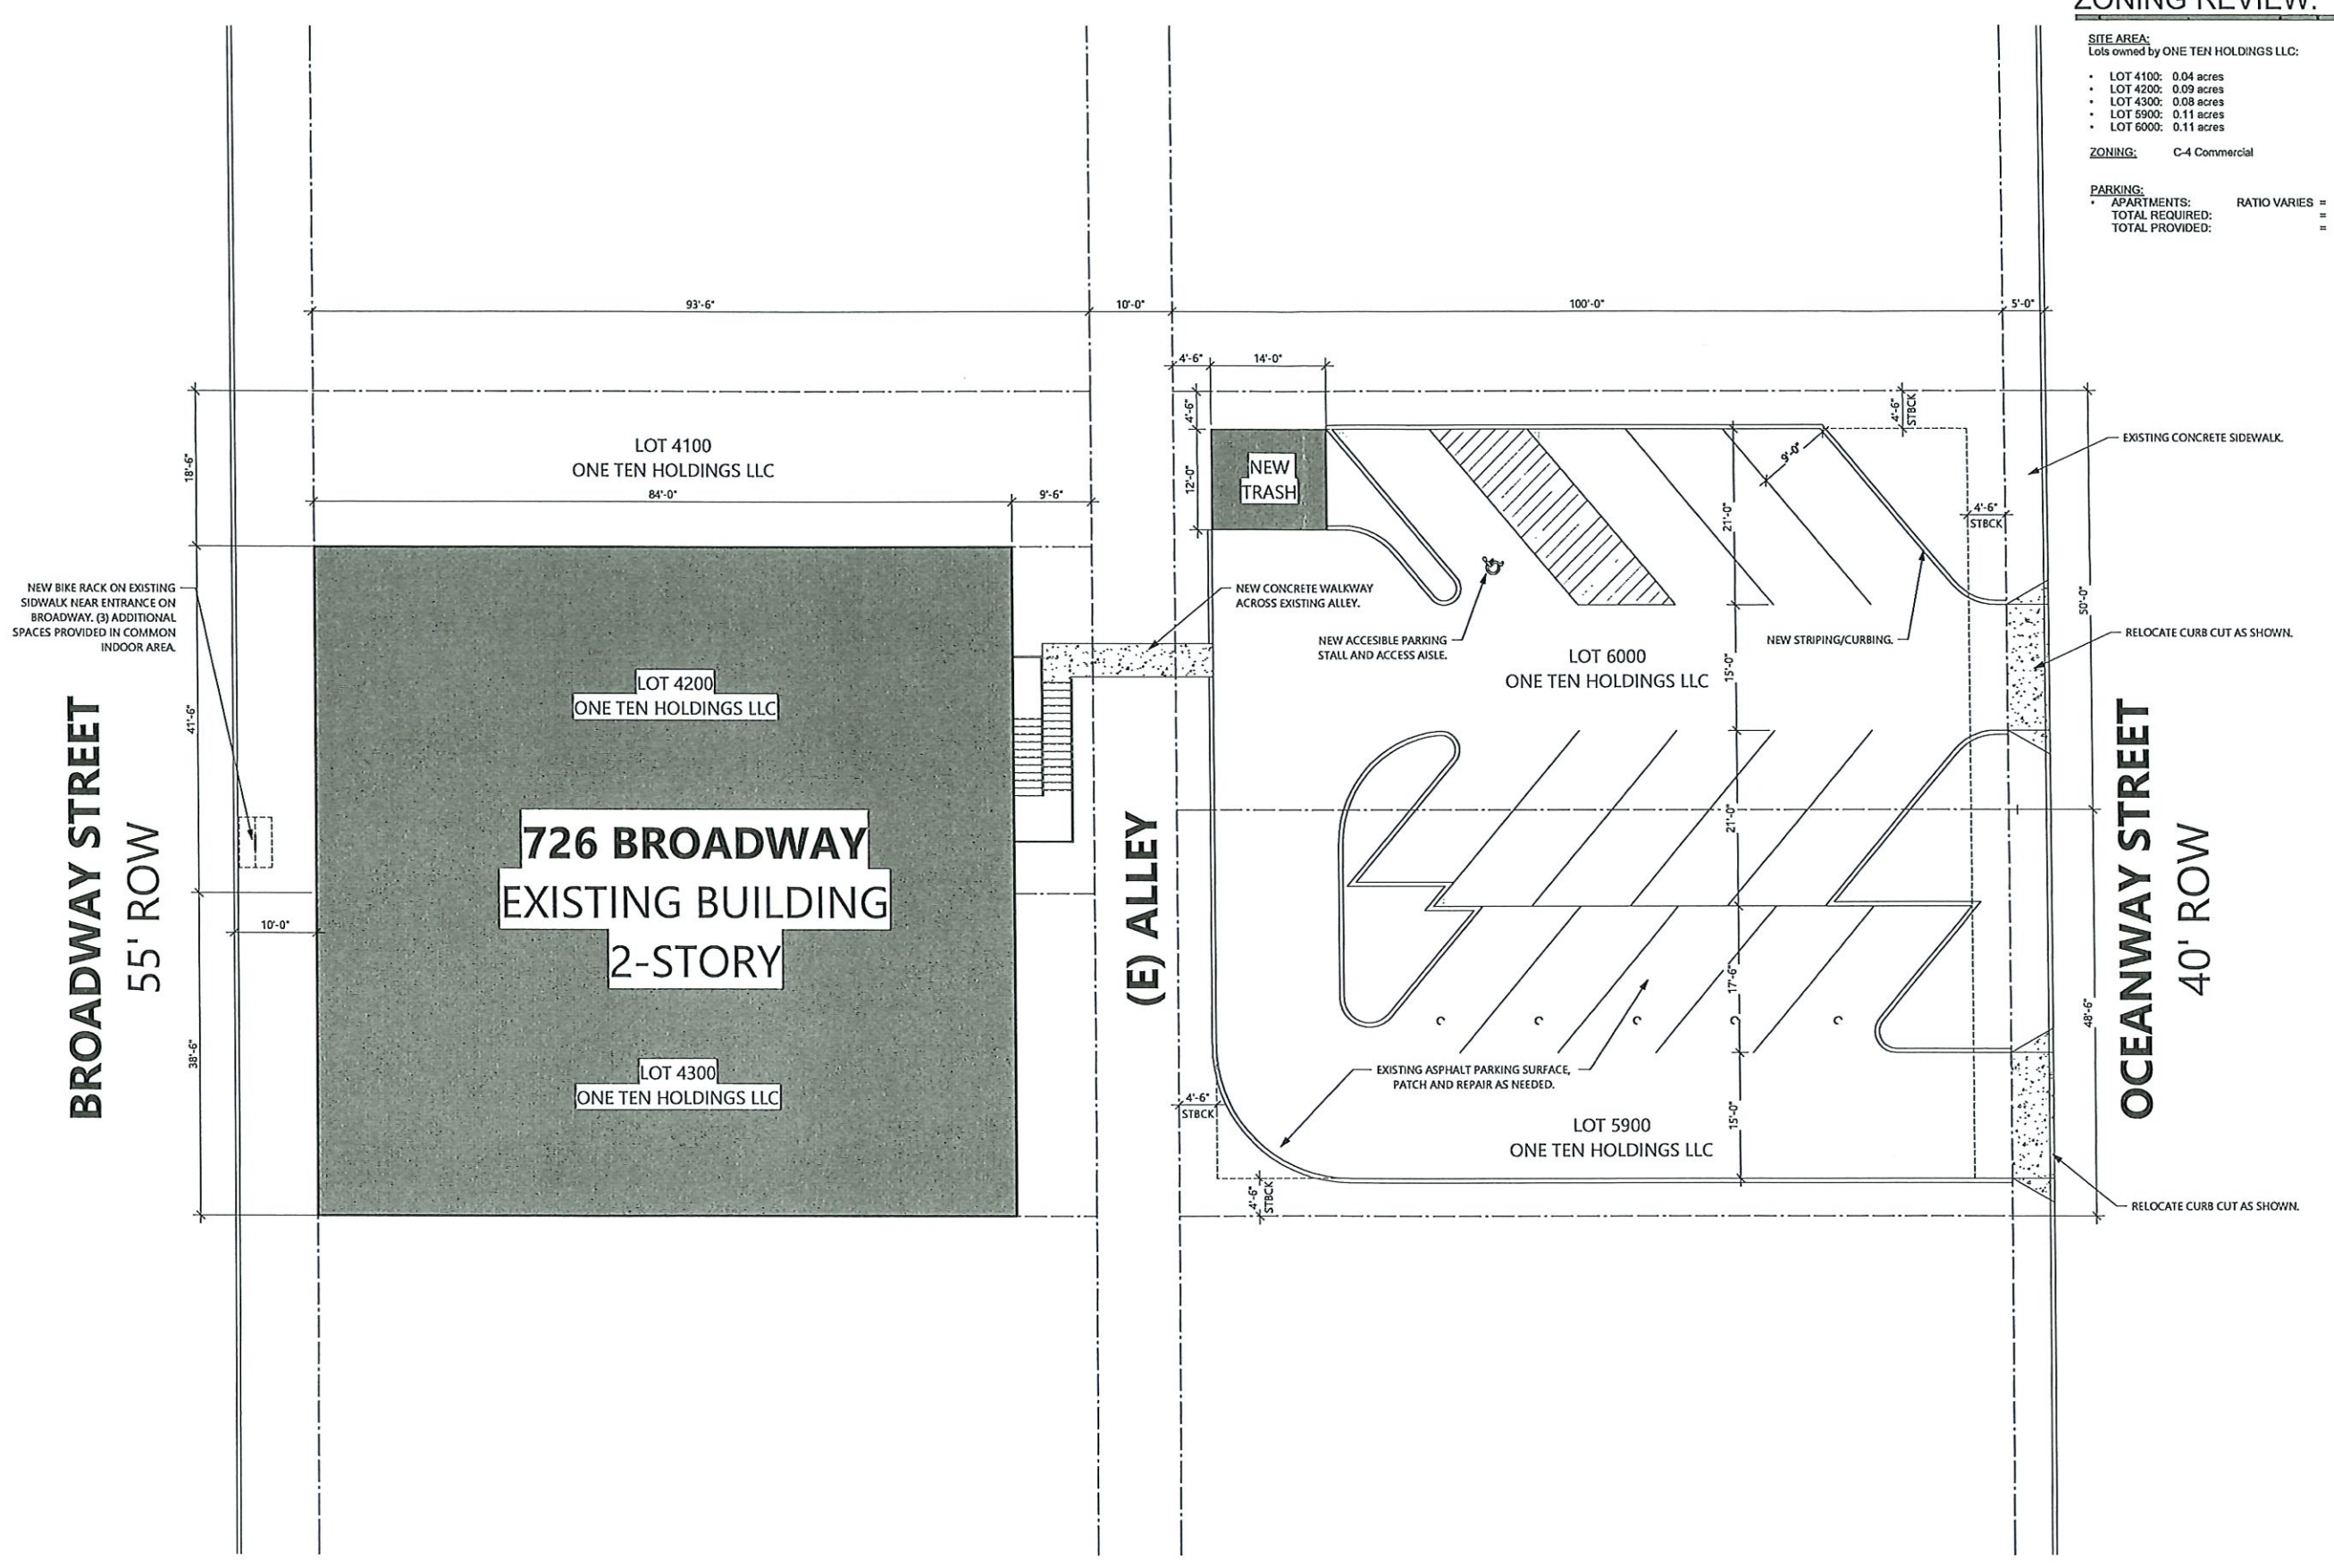 ZONING REVIEW:
SITE AREA:
Lots owned by ONE TEN HOLDINGS LLC:
• LOT 4100: 0.04 acres
• LOT 4200: 0.09 acres
• LOT 4300: 0.08 acres
• LOT 5900: 0.11 acres
• LOT 6000: 0.11 acres
ZONING: C-4 Commercial
PARKING:
• APARTMENTS: RATIO VARIES =
TOTAL REQUIRED: =
TOTAL PROVIDED: =
93'-6"
10'-0"
100'-0"
5'-0"
4'-6"
14'-0"
4'-6"
4'-6"
STBCK
EXISTING CONCRETE SIDEWALK.
LOT 4100
ONE TEN HOLDINGS LLC
18'-6"
84'-0"
9'-6"
12'-0"
NEW
TRASH
9'-0"
21'-0"
4'-6"
STBCK
NEW BIKE RACK ON EXISTING
SIDWALK NEAR ENTRANCE ON
BROADWAY. (3) ADDITIONAL
SPACES PROVIDED IN COMMON
INDOOR AREA.
NEW CONCRETE WALKWAY
ACROSS EXISTING ALLEY.
NEW ACCESIBLE PARKING
STALL AND ACCESS AISLE.
NEW STRIPING/CURBING.
50'-0"
RELOCATE CURB CUT AS SHOWN.
LOT 6000
ONE TEN HOLDINGS LLC
15'-0"
LOT 4200
ONE TEN HOLDINGS LLC
41'-6"
BROADWAY STREET
55' ROW
726 BROADWAY
EXISTING BUILDING
2-STORY
(E) ALLEY
21'-0"
OCEANWAY STREET
40' ROW
10'-0"
17'-6"
C
C
C
C
C
48'-6"
38'-6"
LOT 4300
ONE TEN HOLDINGS LLC
EXISTING ASPHALT PARKING SURFACE,
PATCH AND REPAIR AS NEEDED.
4'-6"
STBCK
15'-0"
LOT 5900
ONE TEN HOLDINGS LLC
4'-6"
STBCK
RELOCATE CURB CUT AS SHOWN.